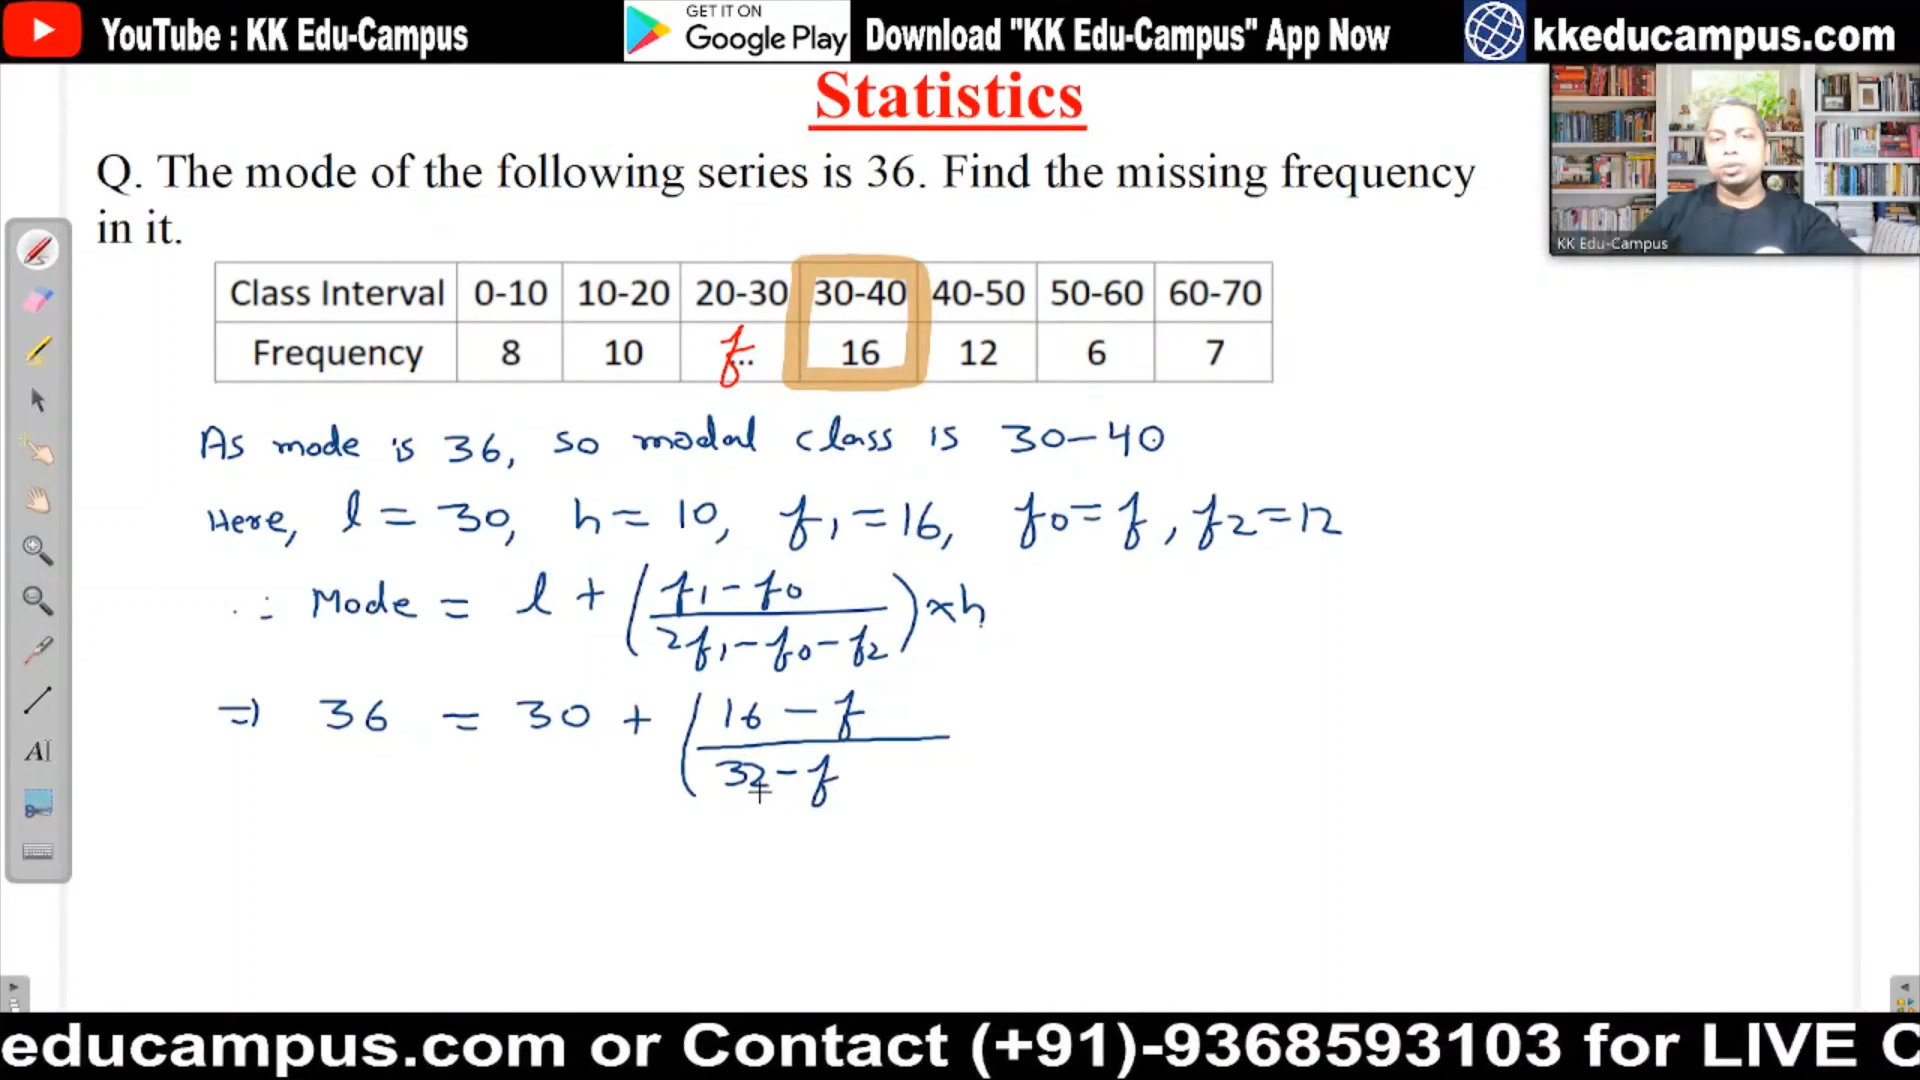 YouTube : KK Edu-Campus GET IT ON Google Play Download "KK Edu-Campus" App Now kkeducampus.com
Statistics
Q. The mode of the following series is 36. Find the missing frequency
in it.
KK Edu-Campus
Class Interval 0-10 10-20 20-30 30-40 40-50 50-60 60-70
Frequency 8 10 f.. 16 12 6 7
As mode is 36, so modal class is 30-40
Here, l = 30, h = 10, f1 = 16, f0 = f, f2 = 12
∴ Mode = l + (f1 - f0 / 2f1 - f0 - f2) × h
⇒ 36 = 30 + (16 - f / 32 - f
AI
educampus.com or Contact (+91)-9368593103 for LIVE C